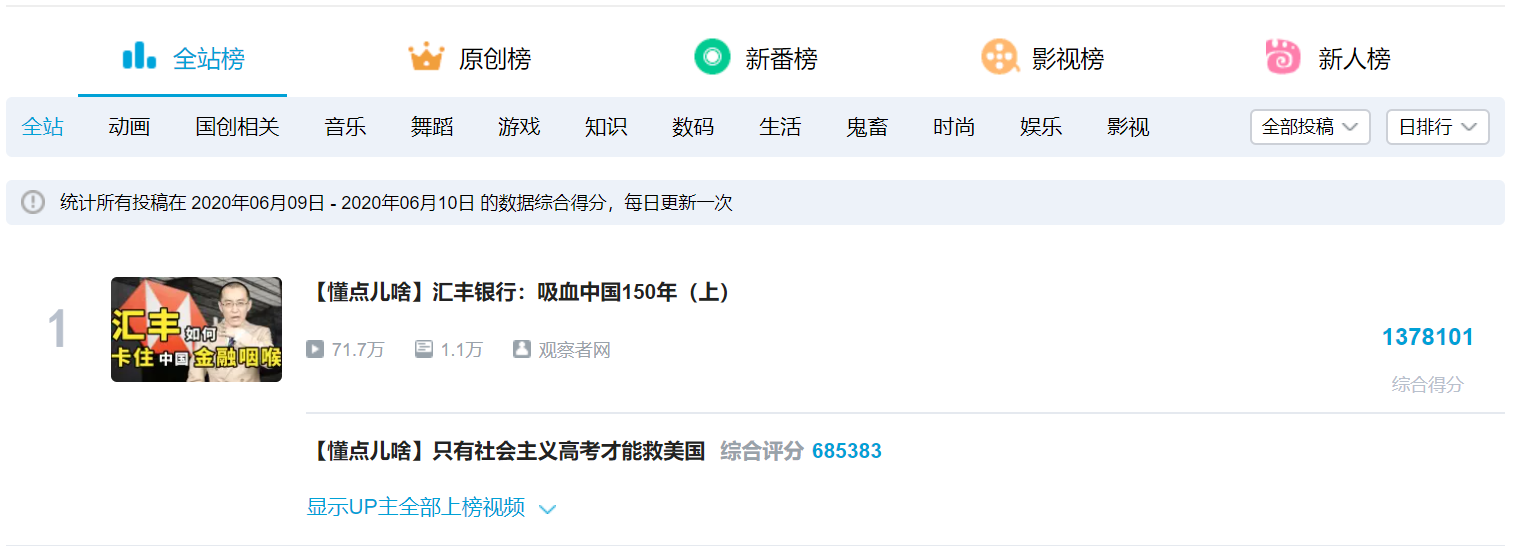 全站榜 原创榜 新番榜 影视榜 新人榜
全站 动画 国创相关 音乐 舞蹈 游戏 知识 数码 生活 鬼畜 时尚 娱乐 影视 全部投稿 日排行
统计所有投稿在 2020年06月09日 - 2020年06月10日 的数据综合得分，每日更新一次
1
汇丰如何
卡住中国金融咽喉
【懂点儿啥】汇丰银行：吸血中国150年（上）
71.7万 1.1万 观察者网
1378101
综合得分
【懂点儿啥】只有社会主义高考才能救美国 综合评分 685383
显示UP主全部上榜视频